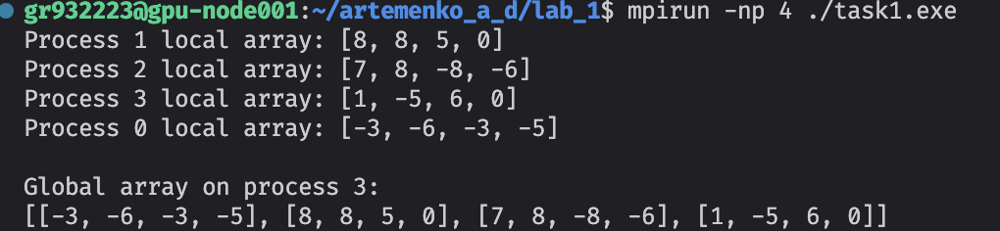 gr932223@gpu-node001:~/artemenko_a_d/lab_1$ mpirun -np 4 ./task1.exe
Process 1 local array: [8, 8, 5, 0]
Process 2 local array: [7, 8, -8, -6]
Process 3 local array: [1, -5, 6, 0]
Process 0 local array: [-3, -6, -3, -5]
Global array on process 3:
[[-3, -6, -3, -5], [8, 8, 5, 0], [7, 8, -8, -6], [1, -5, 6, 0]]